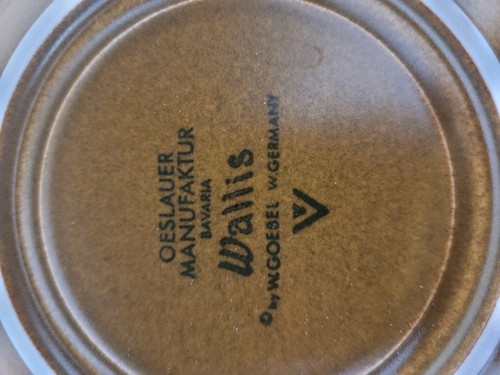 OESLAUER
MANUFAKTUR
BAVARIA
Wallis
© by W. GOEBEL W. GERMANY